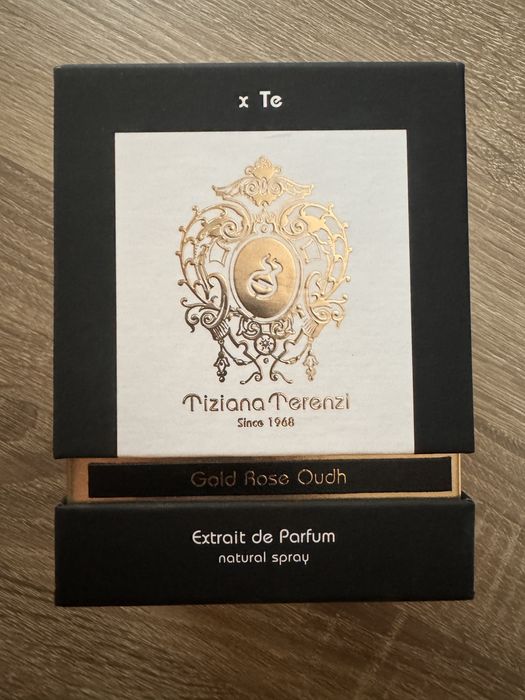 x Te
Tiziana Terenzi
Since 1968
Gold Rose Oudh
Extrait de Parfum
natural spray